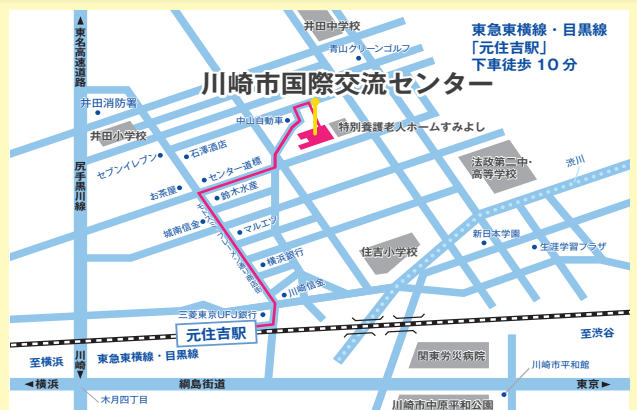 東急東横線・目黒線
「元住吉駅」
下車徒歩 10 分
▲東名高速道路
井田中学校
青山グリーンゴルフ
川崎市国際交流センター
井田消防署
中山自動車
特別養護老人ホームすみよし
井田小学校
石澤酒店
セブンイレブン
センター道標
法政第二中・
高等学校
渋川
お茶屋
鈴木水産
尻手黒川線
城南信金
マルエツ
新日本学園
生涯学習プラザ
住吉小学校
横浜銀行
川崎信金
三菱東京UFJ銀行
元住吉駅
至渋谷
至横浜
東急東横線・目黒線
川崎▼
関東労災病院
川崎市平和館
◀横浜
綱島街道
東京▶
木月四丁目
川崎市中原平和公園